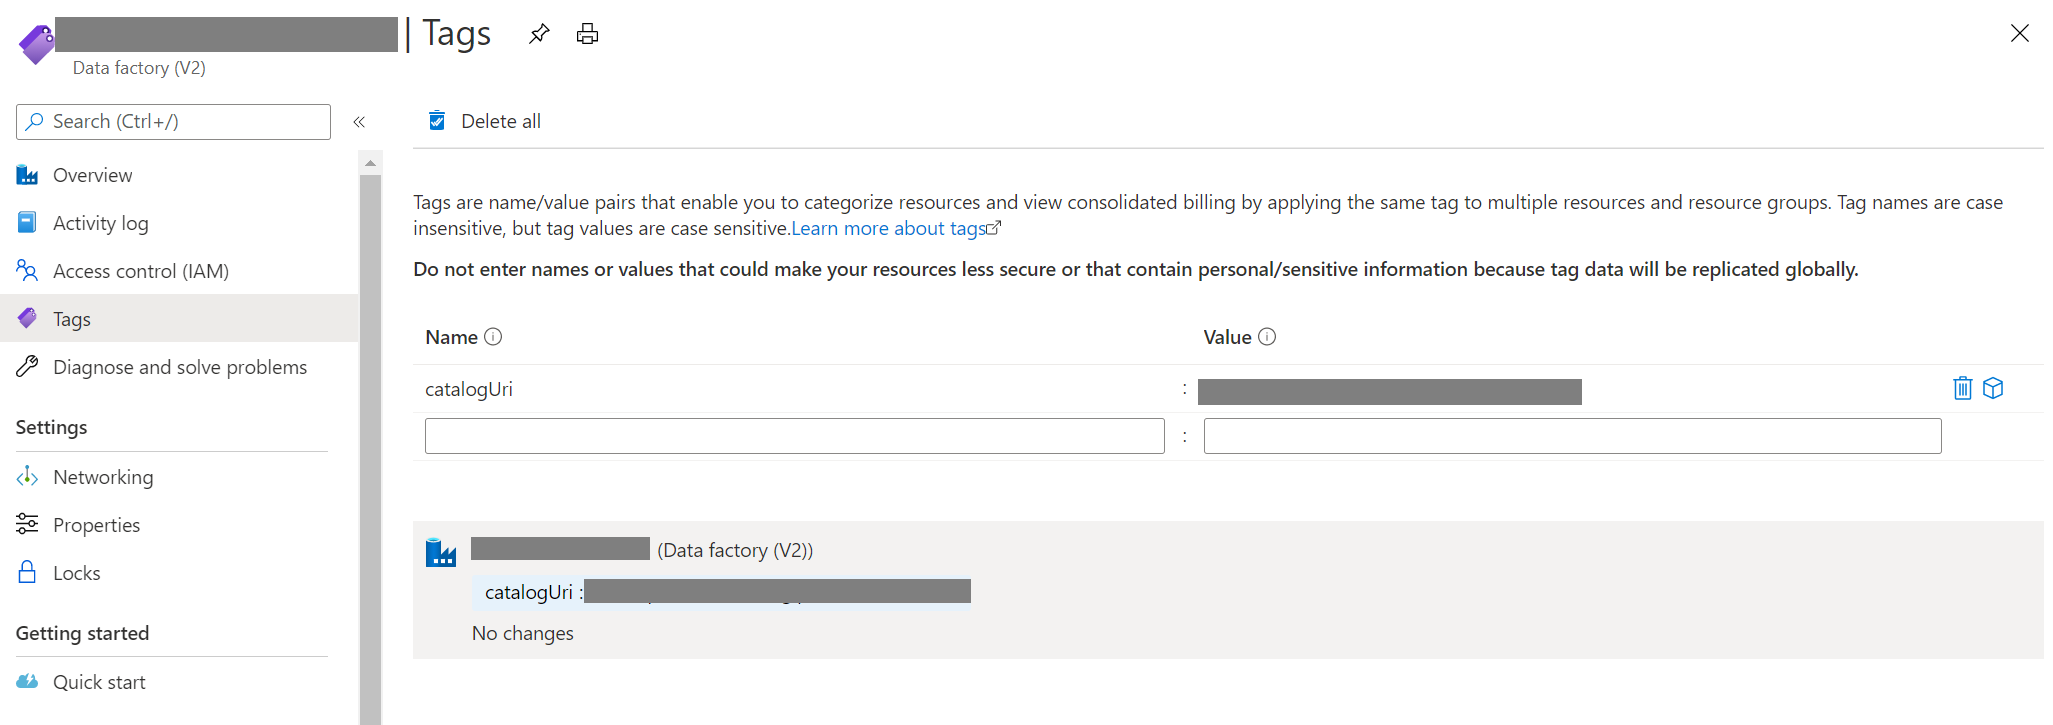 | Tags
Data factory (V2)
Search (Ctrl+/)
«
Delete all
Overview
Activity log
Access control (IAM)
Tags
Diagnose and solve problems
Settings
Networking
Properties
Locks
Getting started
Quick start
Tags are name/value pairs that enable you to categorize resources and view consolidated billing by applying the same tag to multiple resources and resource groups. Tag names are case
insensitive, but tag values are case sensitive.Learn more about tags
Do not enter names or values that could make your resources less secure or that contain personal/sensitive information because tag data will be replicated globally.
Name Value
catalogUri :
:
(Data factory (V2))
catalogUri :
No changes